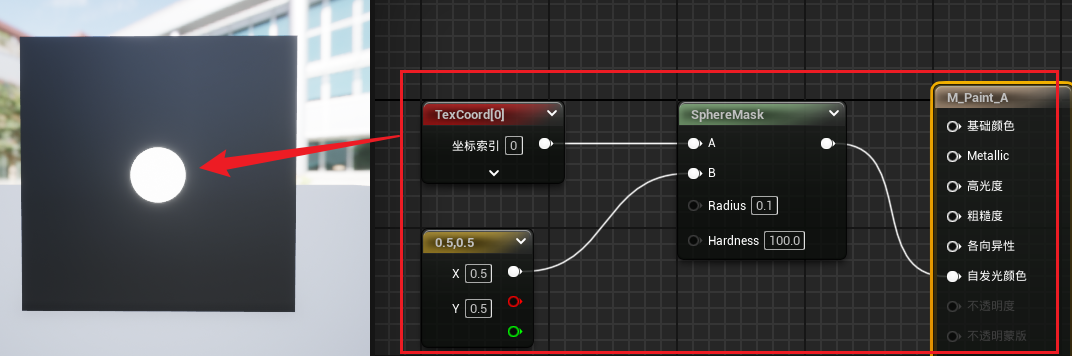 TexCoord[0]
坐标索引 0
0.5,0.5
X 0.5
Y 0.5
SphereMask
A
B
Radius 0.1
Hardness 100.0
M_Paint_A
基础颜色
Metallic
高光度
粗糙度
各向异性
自发光颜色
不透明度
不透明蒙版